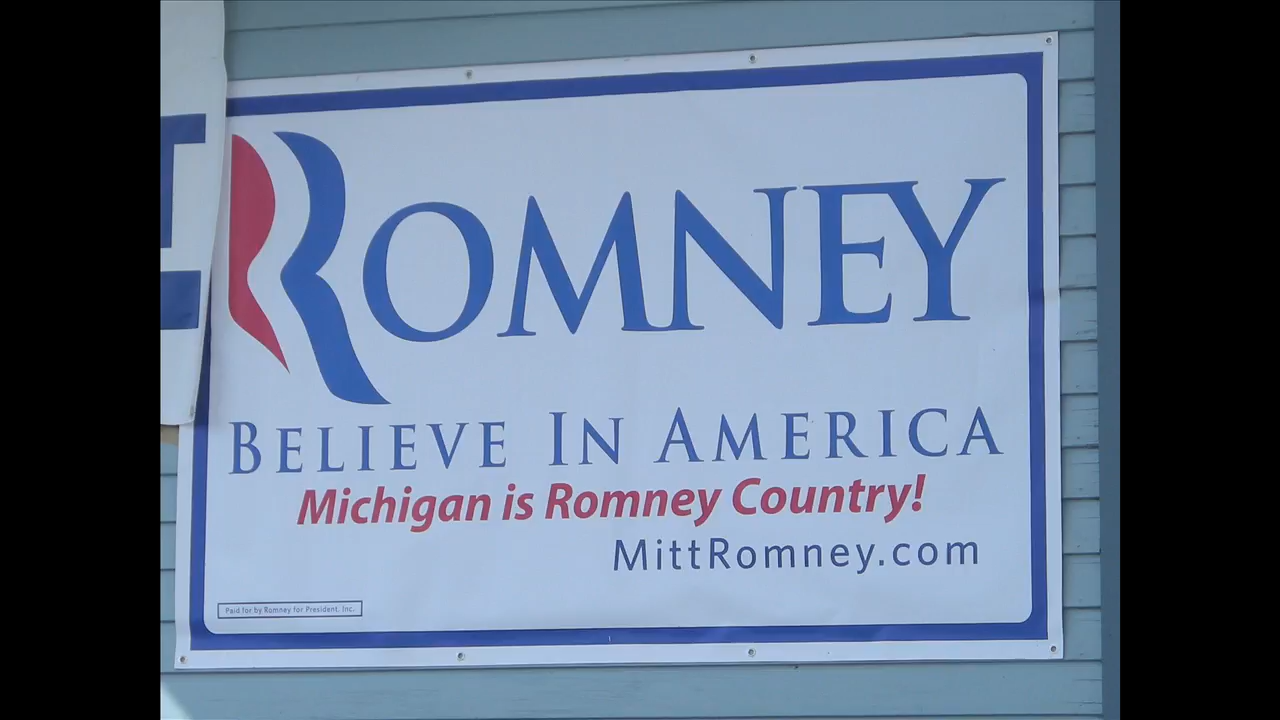 ROMNEY
BELIEVE IN AMERICA
Michigan is Romney Country!
MittRomney.com
Paid for by Romney for President, Inc.